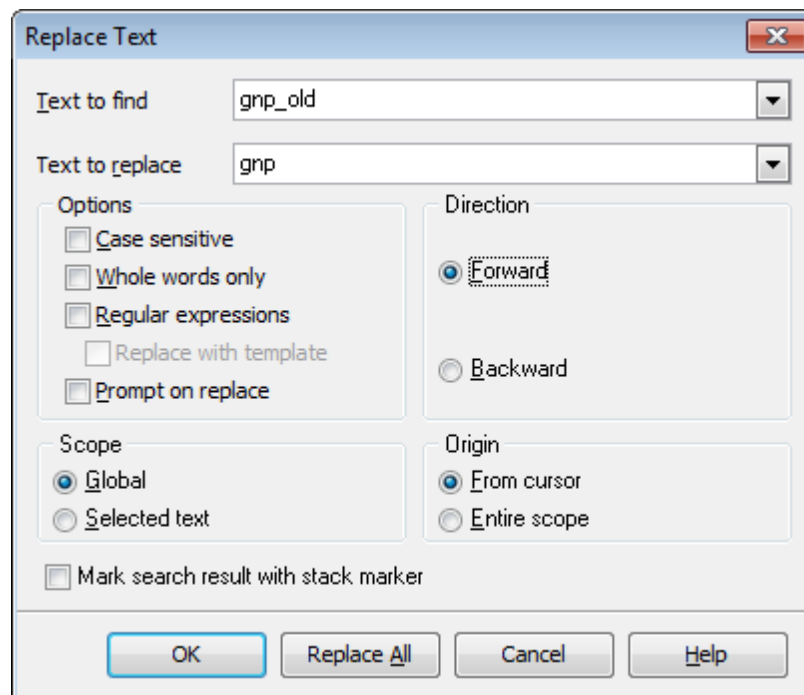 Replace Text
Text to find gnp_old
Text to replace gnp
Options
Case sensitive
Whole words only
Regular expressions
Replace with template
Prompt on replace
Direction
Forward
Backward
Scope
Global
Selected text
Origin
From cursor
Entire scope
Mark search result with stack marker
OK Replace All Cancel Help